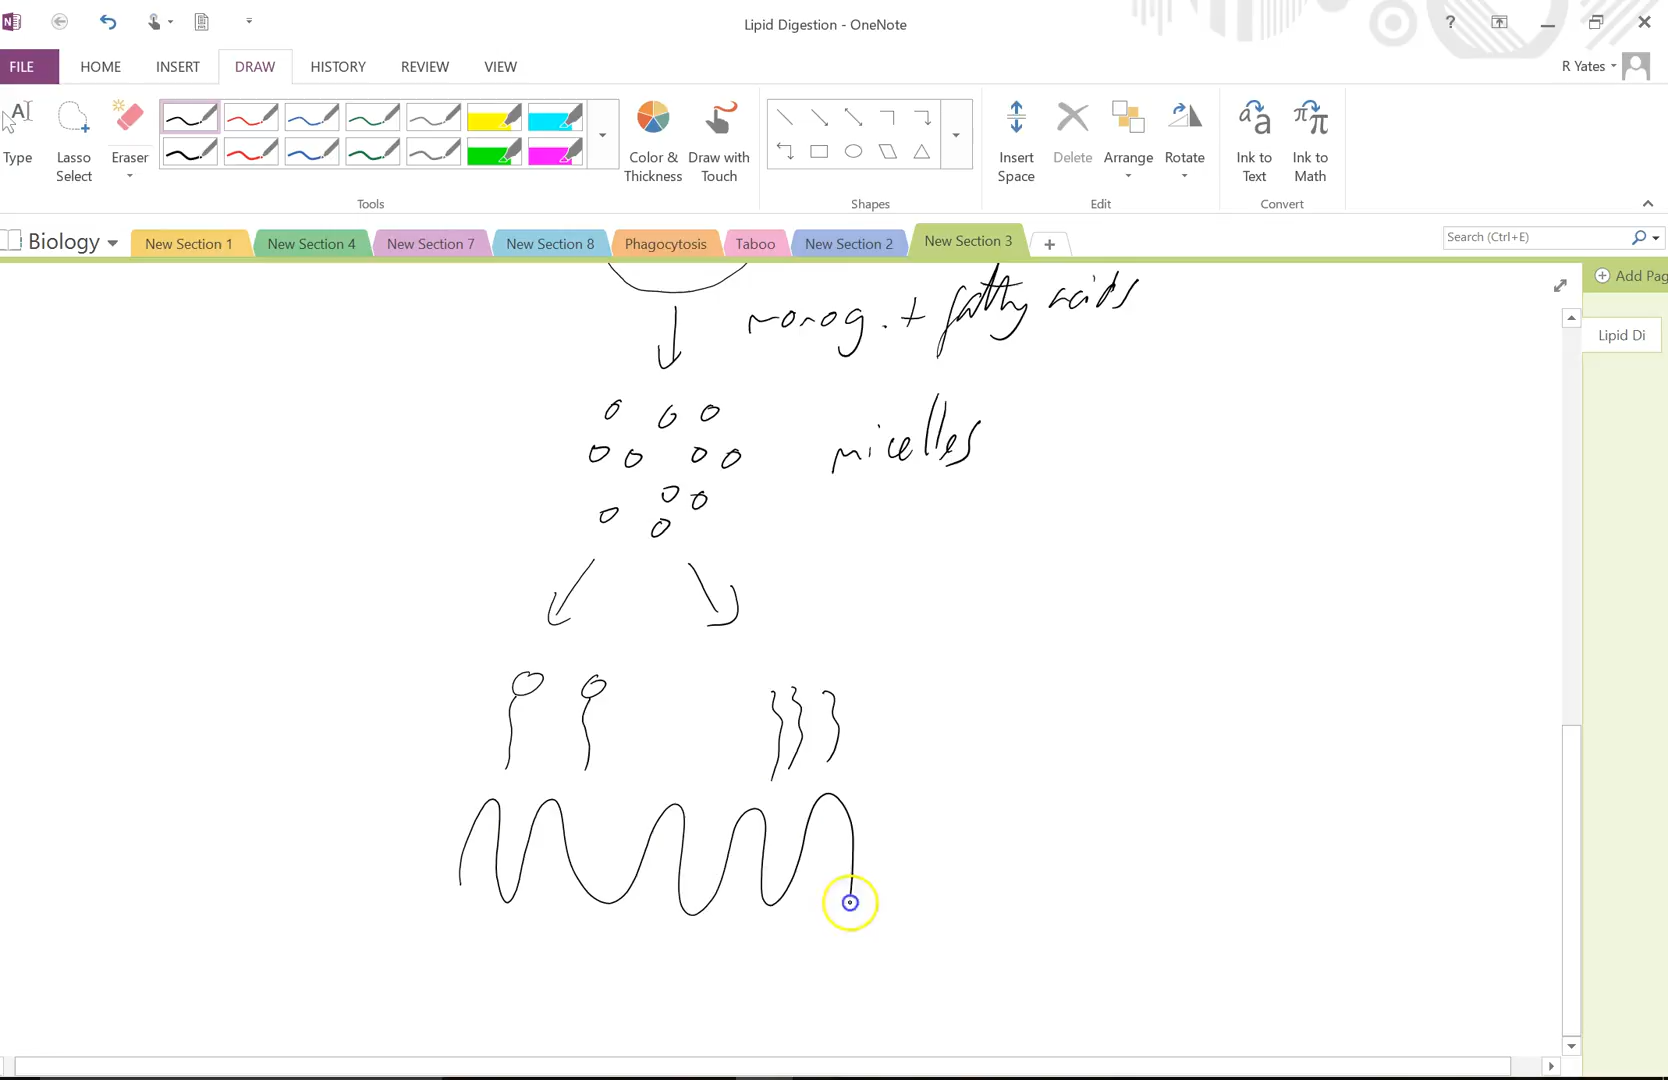 Lipid Digestion - OneNote
?
FILE
HOME
INSERT
DRAW
HISTORY
REVIEW
VIEW
R Yates
Type
Lasso
Select
Eraser
Color &
Thickness
Draw with
Touch
Insert
Space
Delete
Arrange
Rotate
Ink to
Text
Ink to
Math
Tools
Shapes
Edit
Convert
Biology
New Section 1
New Section 4
New Section 7
New Section 8
Phagocytosis
Taboo
New Section 2
New Section 3
Search (Ctrl+E)
Add Pag
Lipid Di
monog. + fatty acids
micelles